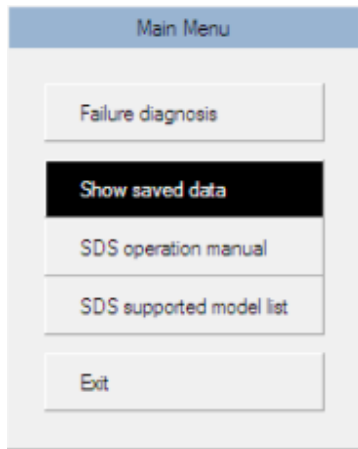 Main Menu
Failure diagnosis
Show saved data
SDS operation manual
SDS supported model list
Exit